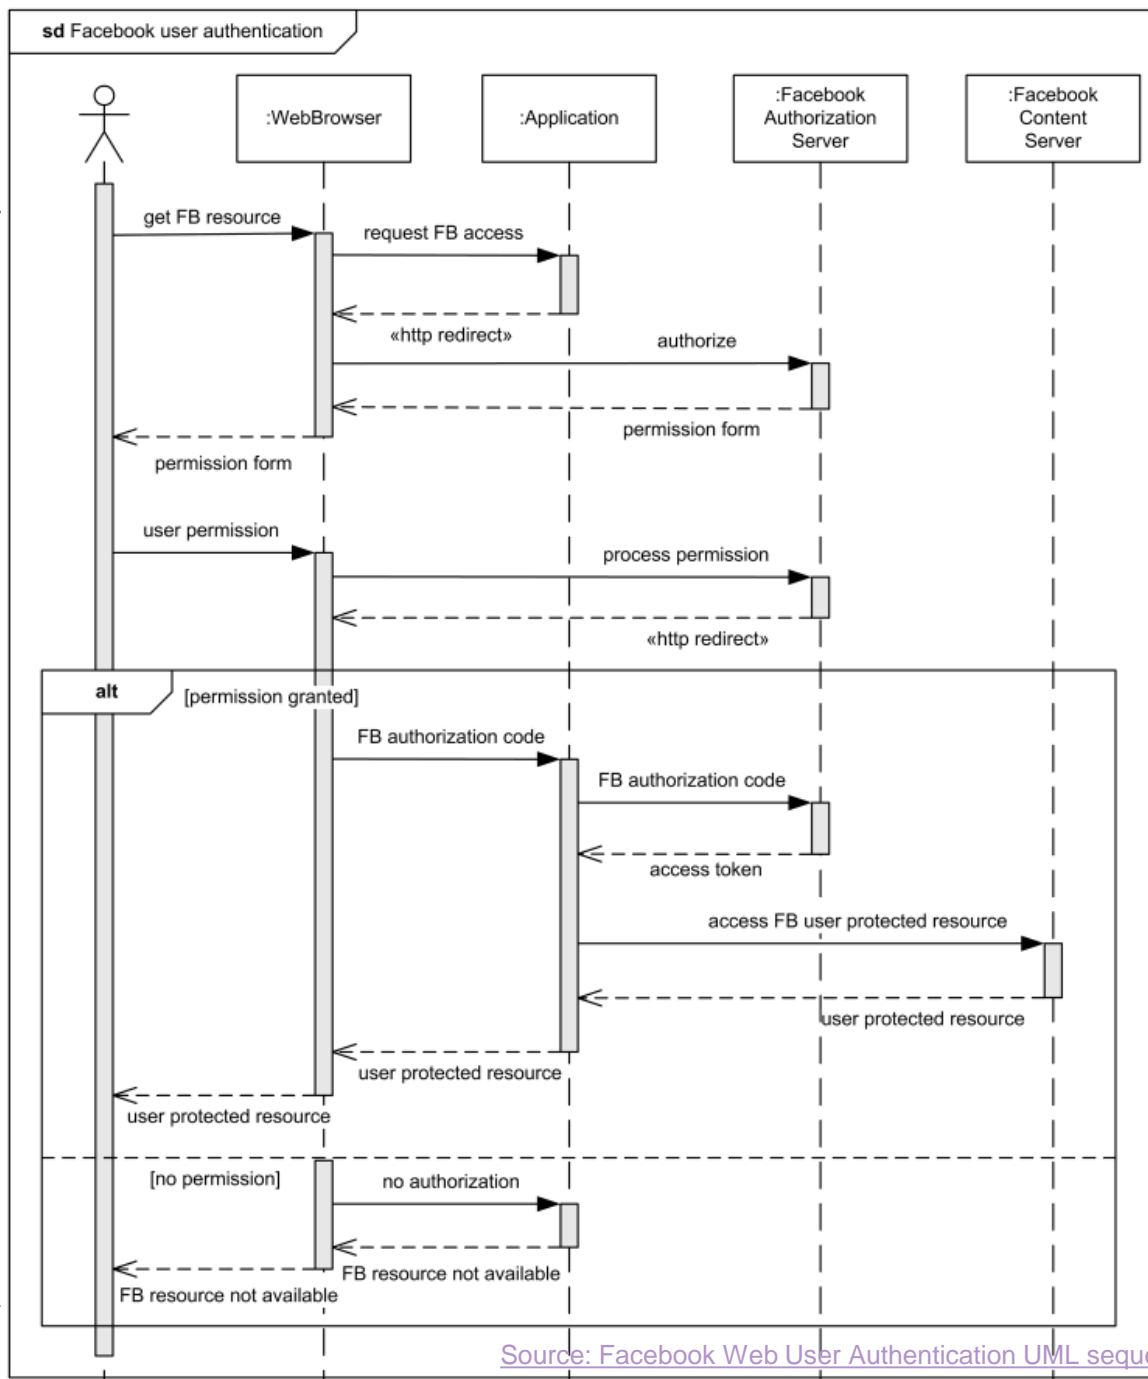 sd Facebook user authentication
:WebBrowser
:Application
:Facebook
Authorization
Server
:Facebook
Content
Server
get FB resource
request FB access
«http redirect»
authorize
permission form
permission form
user permission
process permission
«http redirect»
alt
[permission granted]
FB authorization code
FB authorization code
access token
access FB user protected resource
user protected resource
user protected resource
user protected resource
[no permission]
no authorization
FB resource not available
FB resource not available
Source: Facebook Web User Authentication UML